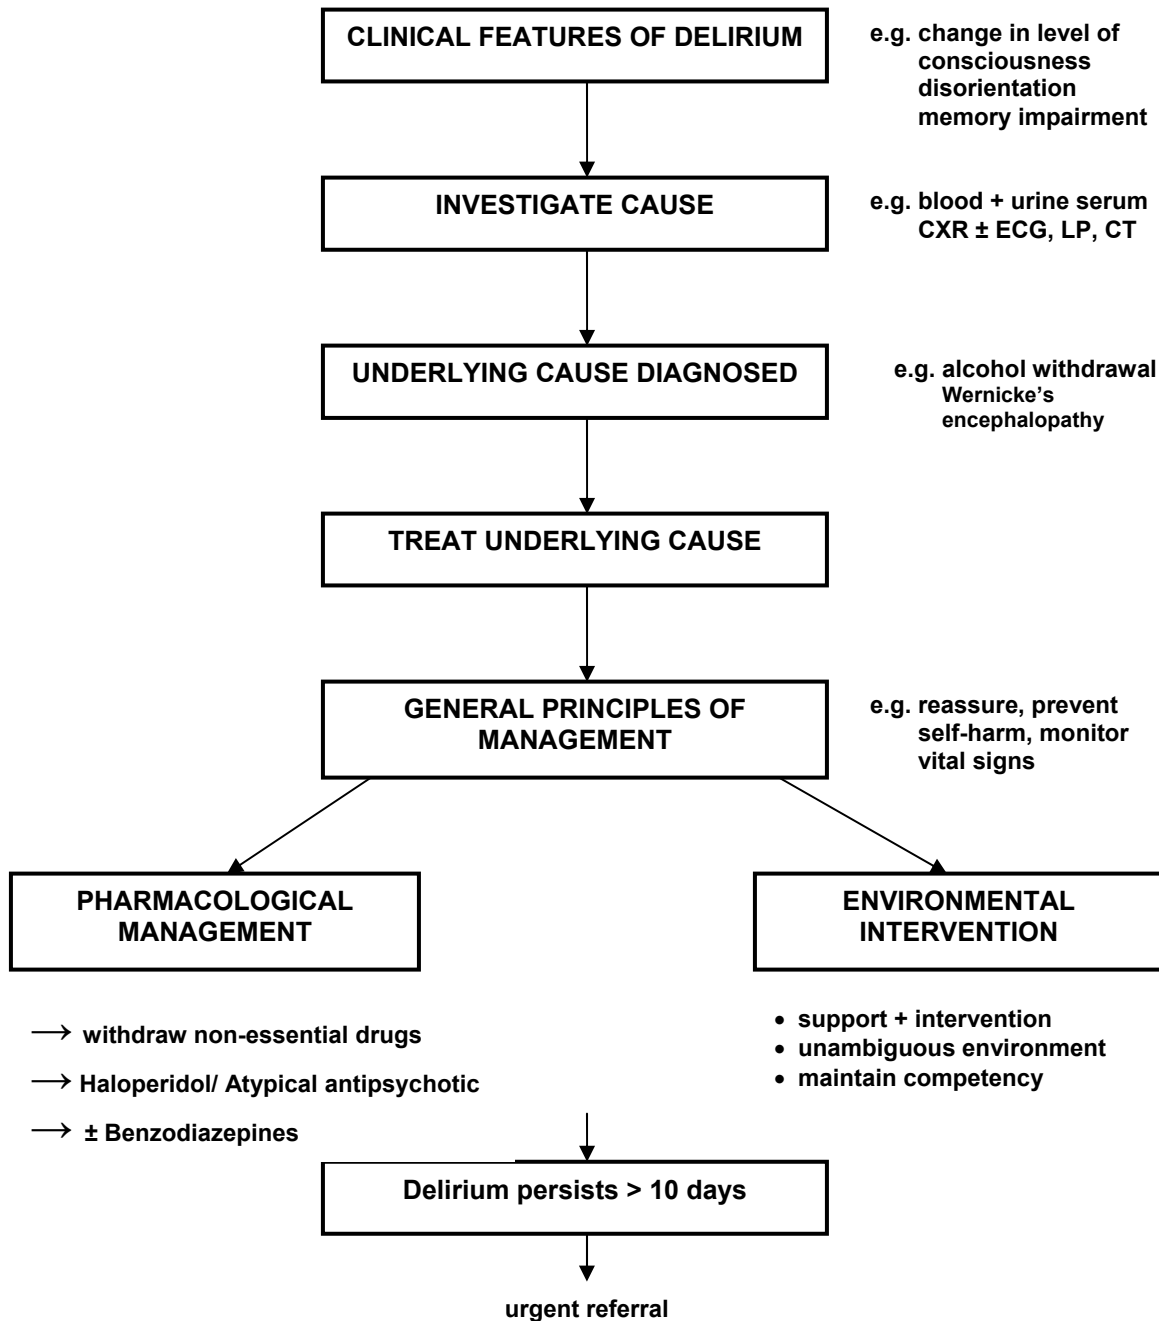 CLINICAL FEATURES OF DELIRIUM
e.g. change in level of
consciousness
disorientation
memory impairment
INVESTIGATE CAUSE
e.g. blood + urine serum
CXR ± ECG, LP, CT
UNDERLYING CAUSE DIAGNOSED
e.g. alcohol withdrawal
Wernicke’s
encephalopathy
TREAT UNDERLYING CAUSE
GENERAL PRINCIPLES OF
MANAGEMENT
e.g. reassure, prevent
self-harm, monitor
vital signs
PHARMACOLOGICAL
MANAGEMENT
→ withdraw non-essential drugs
→ Haloperidol/ Atypical antipsychotic
→ ± Benzodiazepines
ENVIRONMENTAL
INTERVENTION
• support + intervention
• unambiguous environment
• maintain competency
Delirium persists > 10 days
urgent referral